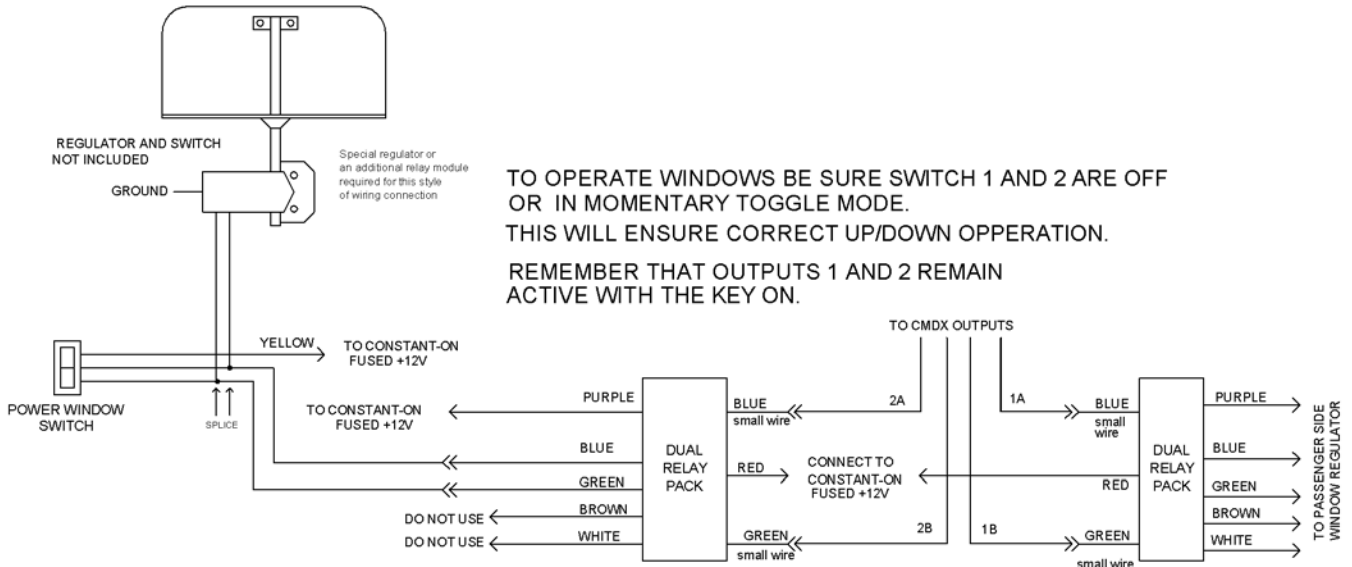 REGULATOR AND SWITCH
NOT INCLUDED
GROUND
Special regulator or
an additional relay module
required for this style
of wiring connection
TO OPERATE WINDOWS BE SURE SWITCH 1 AND 2 ARE OFF
OR IN MOMENTARY TOGGLE MODE.
THIS WILL ENSURE CORRECT UP/DOWN OPPERATION.
REMEMBER THAT OUTPUTS 1 AND 2 REMAIN
ACTIVE WITH THE KEY ON.
TO CMDX OUTPUTS
YELLOW
TO CONSTANT-ON
FUSED +12V
POWER WINDOW
SWITCH
SPLICE
TO CONSTANT-ON
FUSED +12V
PURPLE
BLUE
GREEN
BROWN
WHITE
DO NOT USE
DO NOT USE
DUAL
RELAY
PACK
BLUE
small wire
2A
1A
RED
CONNECT TO
CONSTANT-ON
FUSED +12V
RED
GREEN
small wire
2B
1B
BLUE
small
wire
GREEN
small wire
DUAL
RELAY
PACK
PURPLE
BLUE
GREEN
BROWN
WHITE
TO PASSENGER SIDE
WINDOW REGULATOR